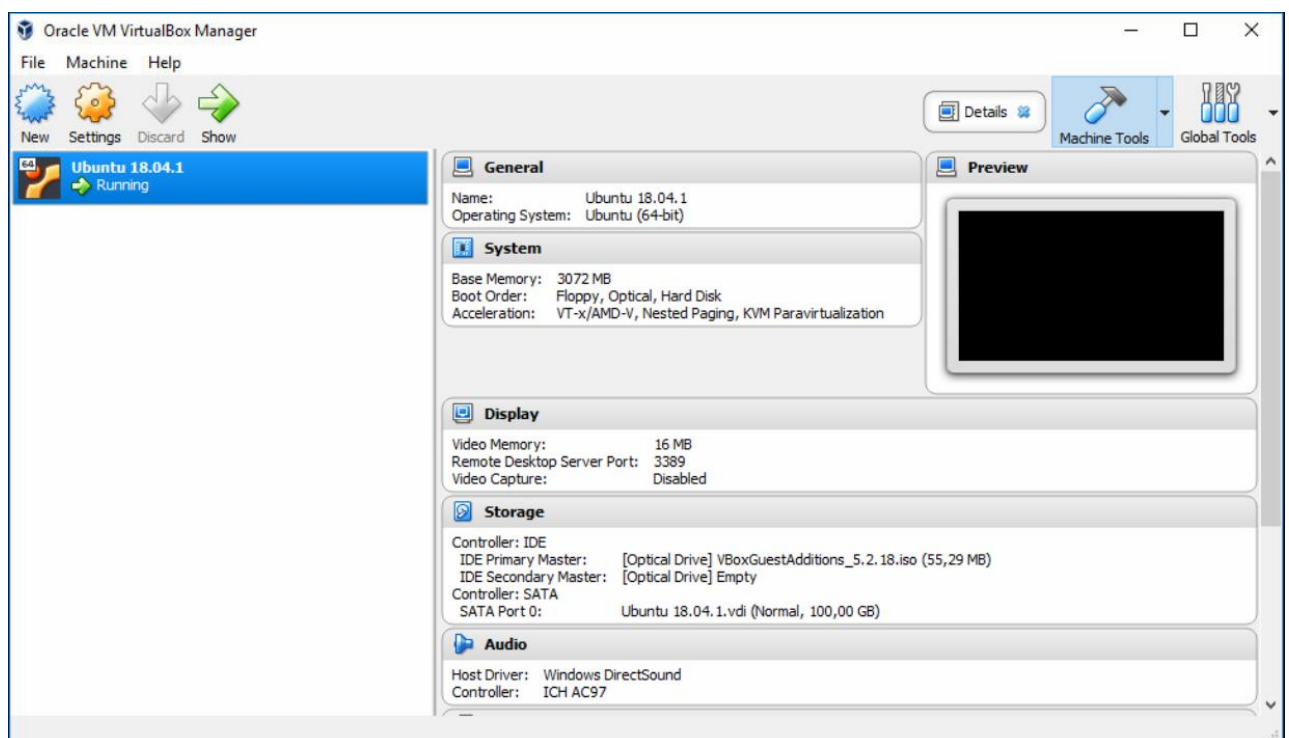 Oracle VM VirtualBox Manager
File Machine Help
New Settings Discard Show
Details
Machine Tools
Global Tools
64
Ubuntu 18.04.1
Running
General
Name: Ubuntu 18.04.1
Operating System: Ubuntu (64-bit)
Preview
System
Base Memory: 3072 MB
Boot Order: Floppy, Optical, Hard Disk
Acceleration: VT-x/AMD-V, Nested Paging, KVM Paravirtualization
Display
Video Memory: 16 MB
Remote Desktop Server Port: 3389
Video Capture: Disabled
Storage
Controller: IDE
IDE Primary Master: [Optical Drive] VBoxGuestAdditions_5.2.18.iso (55,29 MB)
IDE Secondary Master: [Optical Drive] Empty
Controller: SATA
SATA Port 0: Ubuntu 18.04.1.vdi (Normal, 100,00 GB)
Audio
Host Driver: Windows DirectSound
Controller: ICH AC97